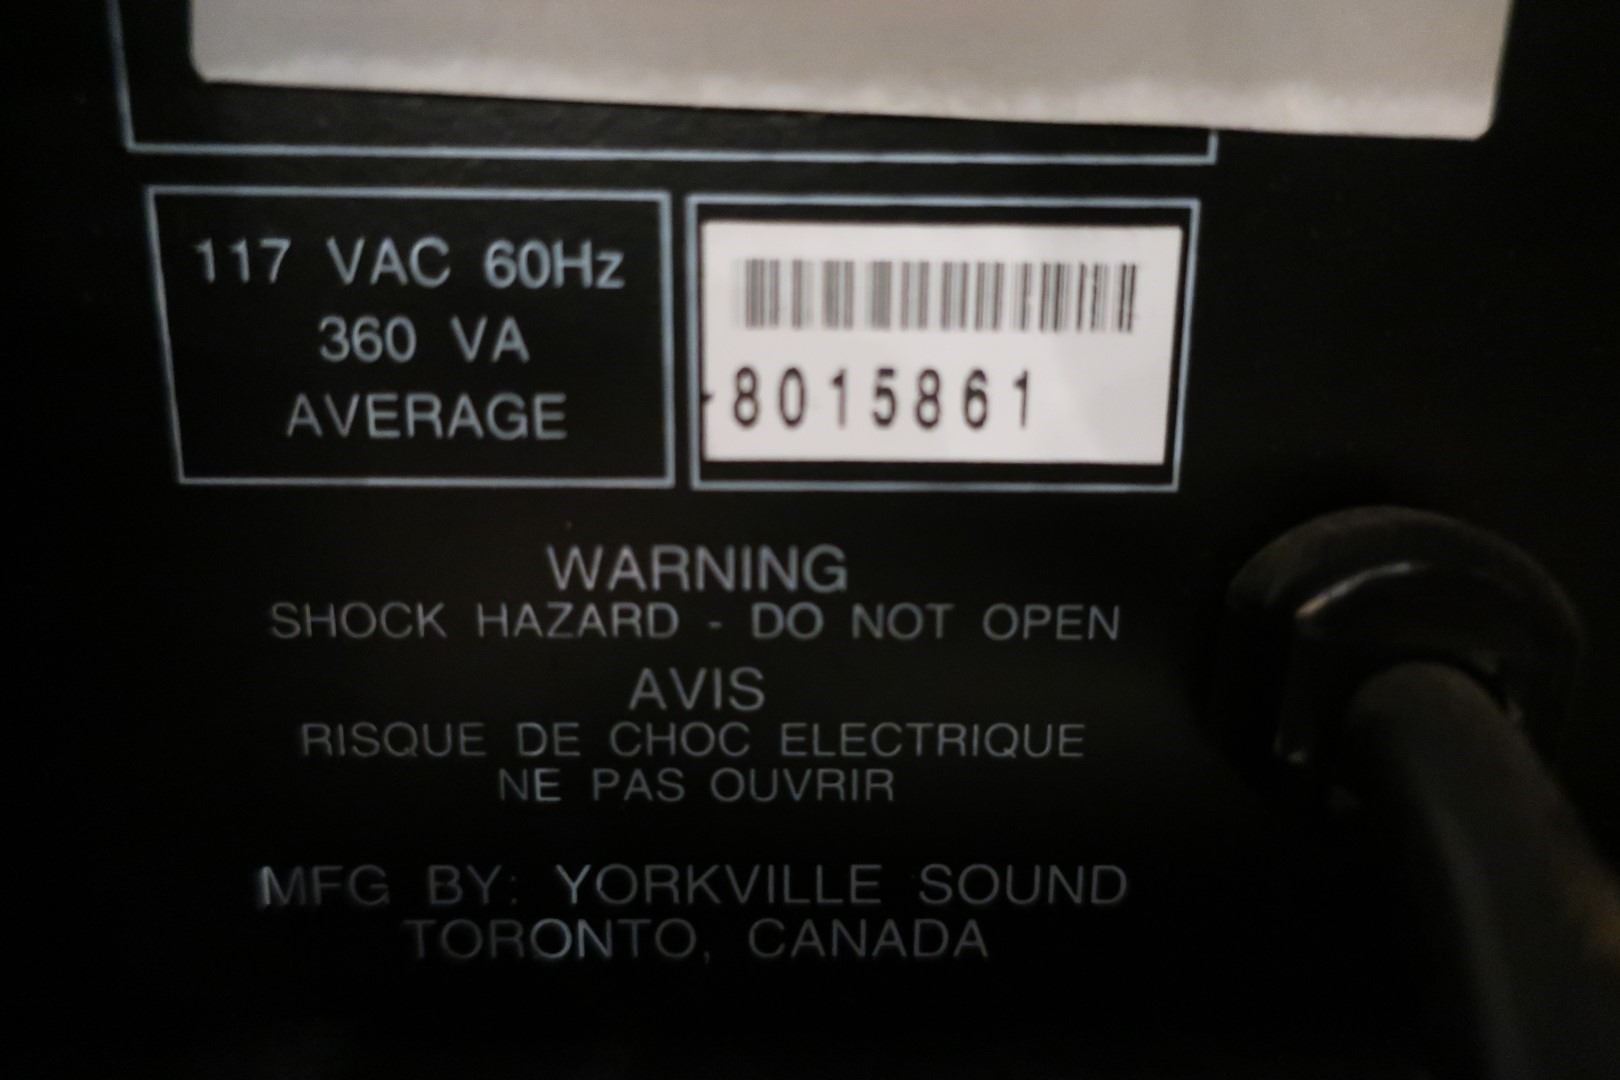 117 VAC 60Hz
360 VA
AVERAGE
8015861
WARNING
SHOCK HAZARD - DO NOT OPEN
AVIS
RISQUE DE CHOC ELECTRIQUE
NE PAS OUVRIR
MFG BY: YORKVILLE SOUND
TORONTO, CANADA